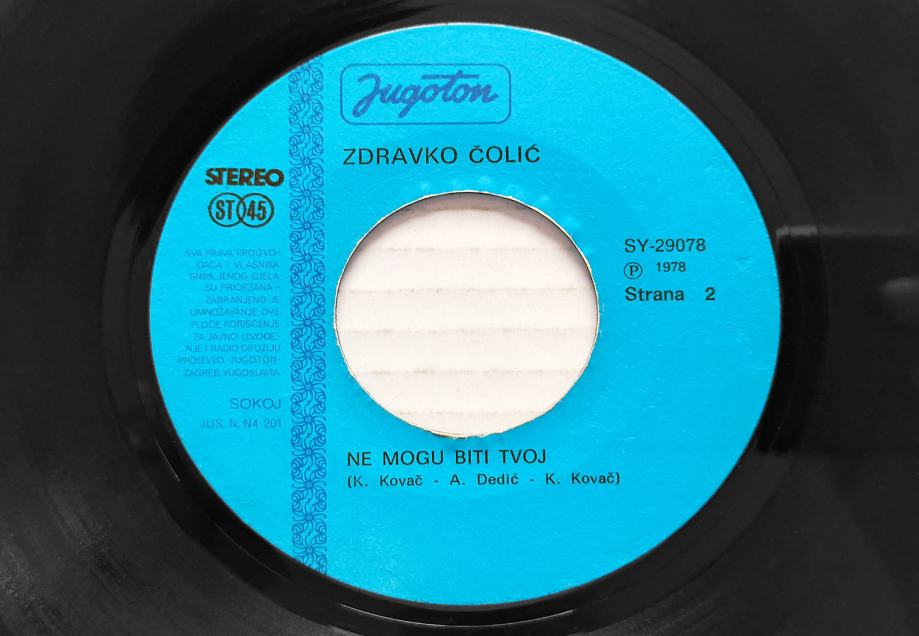 Jugoton
ZDRAVKO ČOLIĆ
STEREO
ST 45
SVA PRAVA PROIZVO-
ĐAČA I VLASNIKA
SNIMLJENOG DJELA
SU PRIDRŽANA -
ZABRANJENO JE
UMNOŽAVANJE OVE
PLOČE, KORIŠĆENJE
ZA JAVNO IZVOĐE-
NJE I RADIO DIFUZIJU
PROIZVEO JUGOTON-
ZAGREB, YUGOSLAVIA
SOKOJ
JUS. N. N4 201
SY-29078
Ⓟ 1978
Strana 2
NE MOGU BITI TVOJ
(K. Kovač - A. Dedić - K. Kovač)